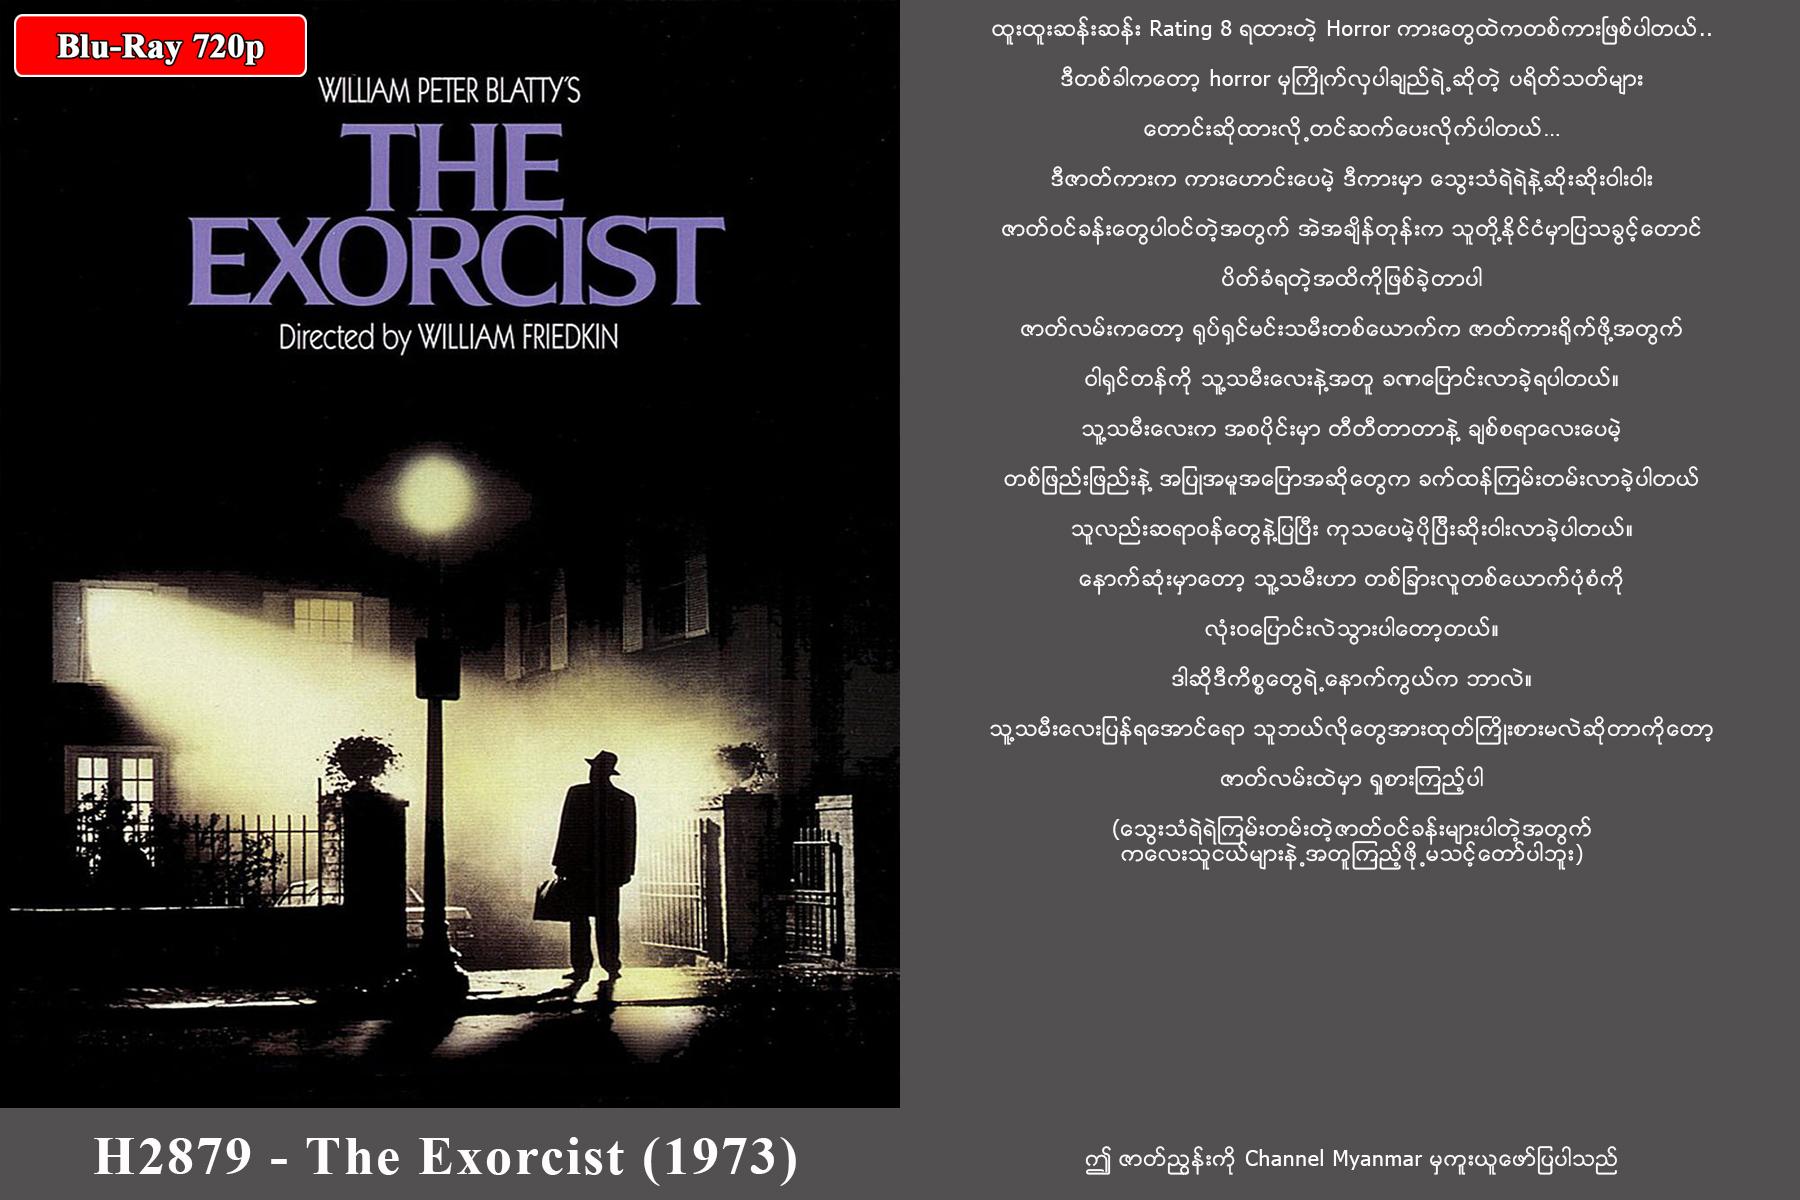 Blu-Ray 720p
WILLIAM PETER BLATTY'S
THE
EXORCIST
Directed by WILLIAM FRIEDKIN
H2879 - The Exorcist (1973)
ထူးထူးဆန်းဆန်း Rating 8 ရထားတဲ့ Horror ကားတွေထဲကတစ်ကားဖြစ်ပါတယ်..
ဒီတစ်ခါကတော့ horror မှကြိုက်လှပါချည်ရဲ့ဆိုတဲ့ ပရိတ်သတ်များ
တောင်းဆိုထားလို့တင်ဆက်ပေးလိုက်ပါတယ်...
ဒီဇာတ်ကားက ကားဟောင်းပေမဲ့ ဒီကားမှာ သွေးသံရဲရဲနဲ့ဆိုးဆိုးဝါးဝါး
ဇာတ်ဝင်ခန်းတွေပါဝင်တဲ့အတွက် အဲအချိန်တုန်းက သူတို့နိုင်ငံမှာပြသခွင့်တောင်
ပိတ်ခံရတဲ့အထိကိုဖြစ်ခဲ့တာပါ
ဇာတ်လမ်းကတော့ ရုပ်ရှင်မင်းသမီးတစ်ယောက်က ဇာတ်ကားရိုက်ဖို့အတွက်
ဝါရှင်တန်ကို သူ့သမီးလေးနဲ့အတူ ခဏပြောင်းလာခဲ့ရပါတယ်။
သူ့သမီးလေးက အစပိုင်းမှာ တီတီတာတာနဲ့ ချစ်စရာလေးပေမဲ့
တစ်ဖြည်းဖြည်းနဲ့ အပြုအမူအပြောအဆိုတွေက ခက်ထန်ကြမ်းတမ်းလာခဲ့ပါတယ်
သူလည်းဆရာဝန်တွေနဲ့ပြပြီး ကုသပေမဲ့ပိုပြီးဆိုးဝါးလာခဲ့ပါတယ်။
နောက်ဆုံးမှာတော့ သူ့သမီးဟာ တစ်ခြားလူတစ်ယောက်ပုံစံကို
လုံးဝပြောင်းလဲသွားပါတော့တယ်။
ဒါဆိုဒီကိစ္စတွေရဲ့နောက်ကွယ်က ဘာလဲ။
သူ့သမီးလေးပြန်ရအောင်ရော သူဘယ်လိုတွေအားထုတ်ကြိုးစားမလဲဆိုတာကိုတော့
ဇာတ်လမ်းထဲမှာ ရှုစားကြည့်ပါ
(သွေးသံရဲရဲကြမ်းတမ်းတဲ့ဇာတ်ဝင်ခန်းများပါတဲ့အတွက်
ကလေးသူငယ်များနဲ့အတူကြည့်ဖို့မသင့်တော်ပါဘူး)
ဤ ဇာတ်ညွှန်းကို Channel Myanmar မှကူးယူဖော်ပြပါသည်